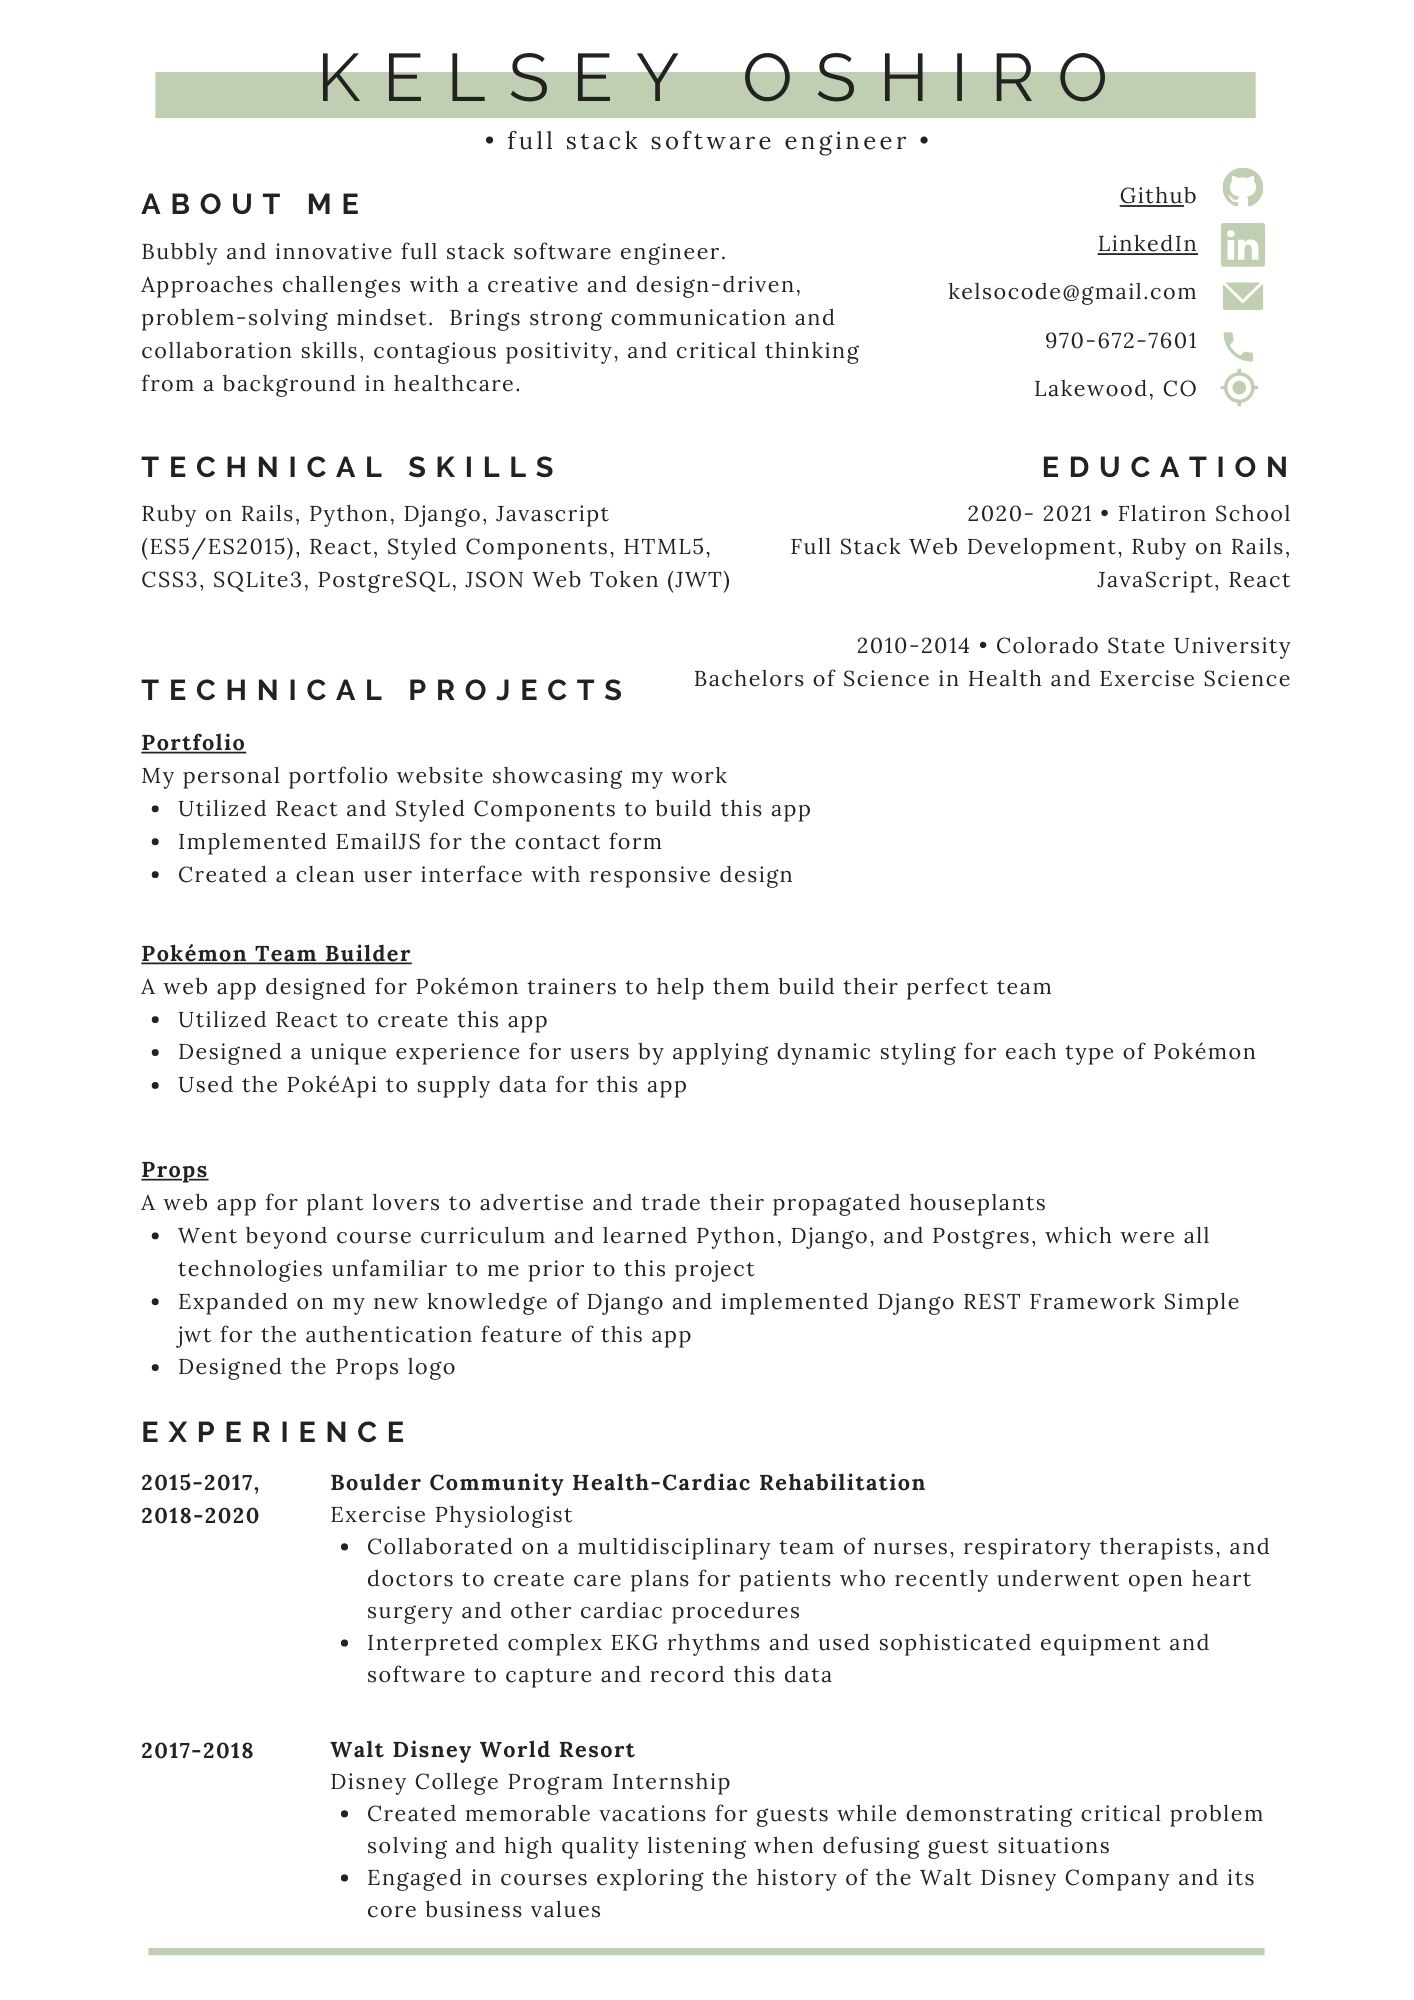 KELSEY OSHIRO
• full stack software engineer •
ABOUT ME
Bubbly and innovative full stack software engineer.
Approaches challenges with a creative and design-driven,
problem-solving mindset.  Brings strong communication and
collaboration skills, contagious positivity, and critical thinking
from a background in healthcare.
Github
LinkedIn
kelsocode@gmail.com
970-672-7601
Lakewood, CO
TECHNICAL SKILLS
Ruby on Rails, Python, Django, Javascript
(ES5/ES2015), React, Styled Components, HTML5,
CSS3, SQLite3, PostgreSQL, JSON Web Token (JWT)
EDUCATION
2020- 2021 • Flatiron School
Full Stack Web Development, Ruby on Rails,
JavaScript, React
2010-2014 • Colorado State University
Bachelors of Science in Health and Exercise Science
TECHNICAL PROJECTS
Portfolio
My personal portfolio website showcasing my work
• Utilized React and Styled Components to build this app
• Implemented EmailJS for the contact form
• Created a clean user interface with responsive design
Pokémon Team Builder
A web app designed for Pokémon trainers to help them build their perfect team
• Utilized React to create this app
• Designed a unique experience for users by applying dynamic styling for each type of Pokémon
• Used the PokéApi to supply data for this app
Props
A web app for plant lovers to advertise and trade their propagated houseplants
• Went beyond course curriculum and learned Python, Django, and Postgres, which were all
technologies unfamiliar to me prior to this project
• Expanded on my new knowledge of Django and implemented Django REST Framework Simple
jwt for the authentication feature of this app
• Designed the Props logo
EXPERIENCE
2015-2017,
2018-2020
Boulder Community Health-Cardiac Rehabilitation
Exercise Physiologist
• Collaborated on a multidisciplinary team of nurses, respiratory therapists, and
doctors to create care plans for patients who recently underwent open heart
surgery and other cardiac procedures
• Interpreted complex EKG rhythms and used sophisticated equipment and
software to capture and record this data
2017-2018
Walt Disney World Resort
Disney College Program Internship
• Created memorable vacations for guests while demonstrating critical problem
solving and high quality listening when defusing guest situations
• Engaged in courses exploring the history of the Walt Disney Company and its
core business values